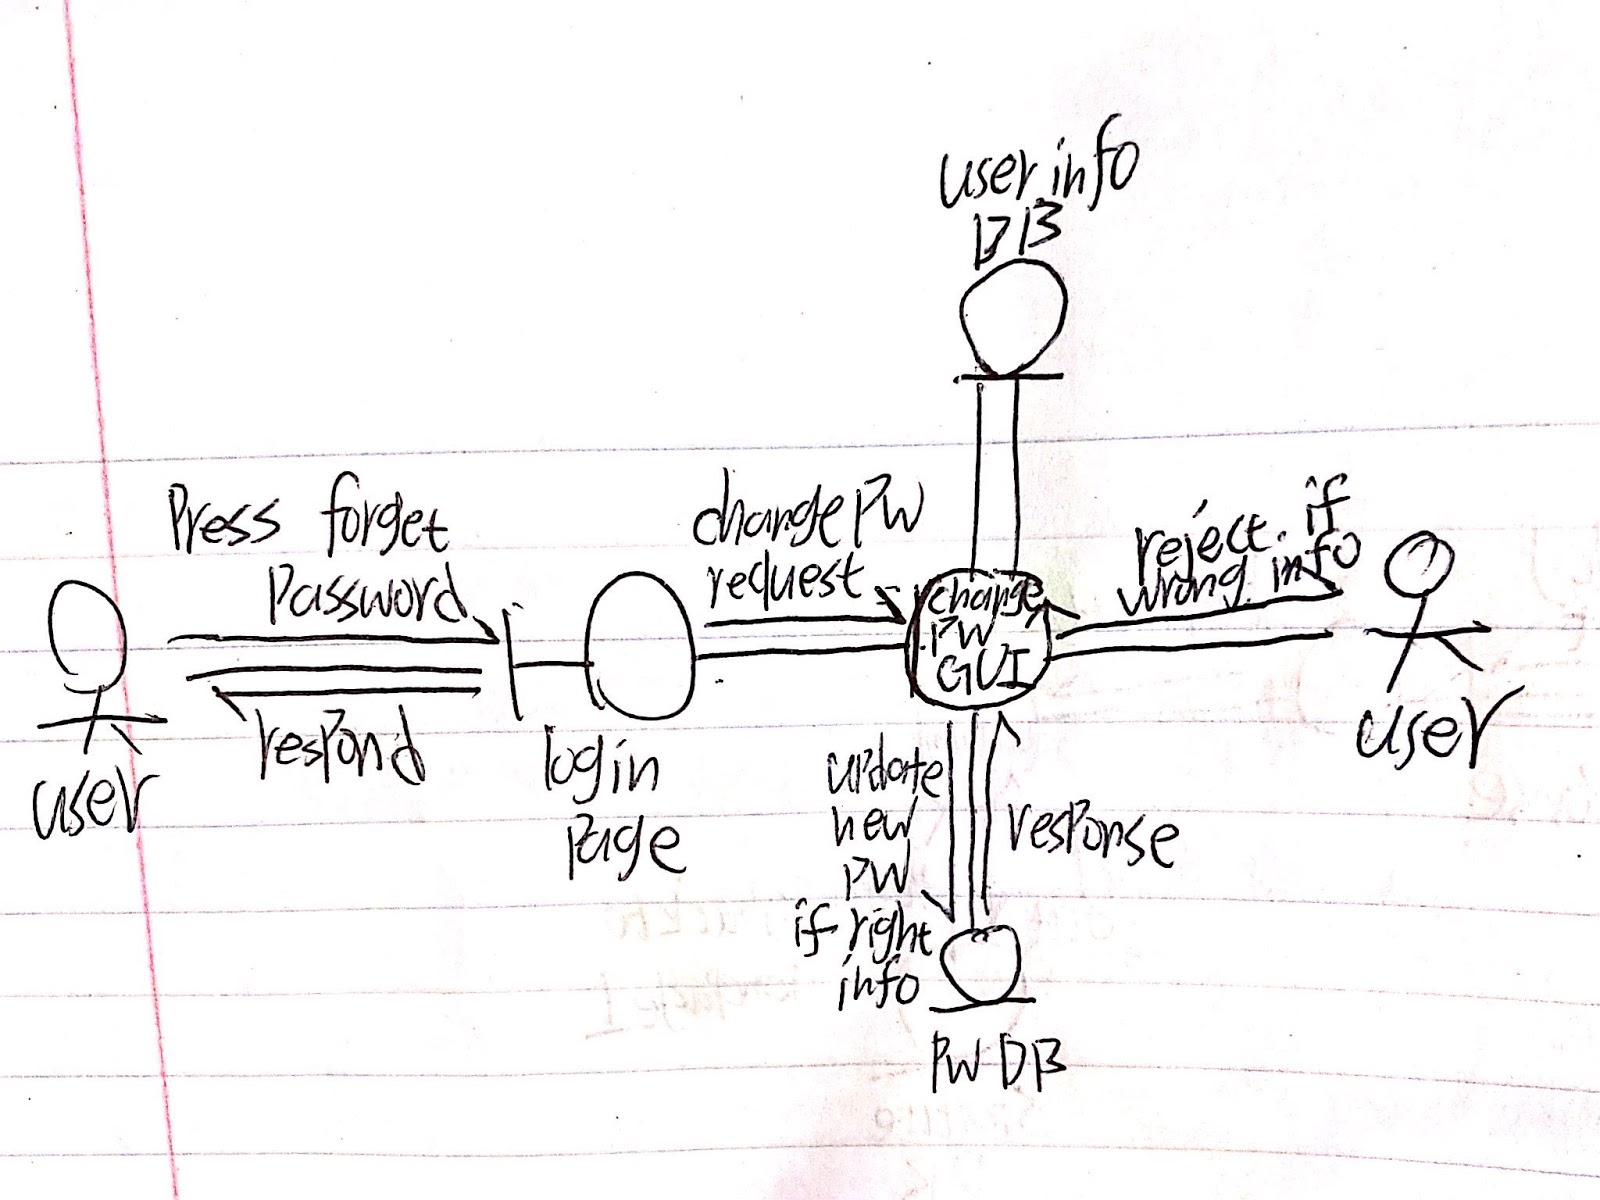 user info
DB
Press forget
Password
change PW
request
reject. if
wrong info
change
PW
GUI
user
respond
login
Page
user
update
new
PW
if right
info
response
PW DB